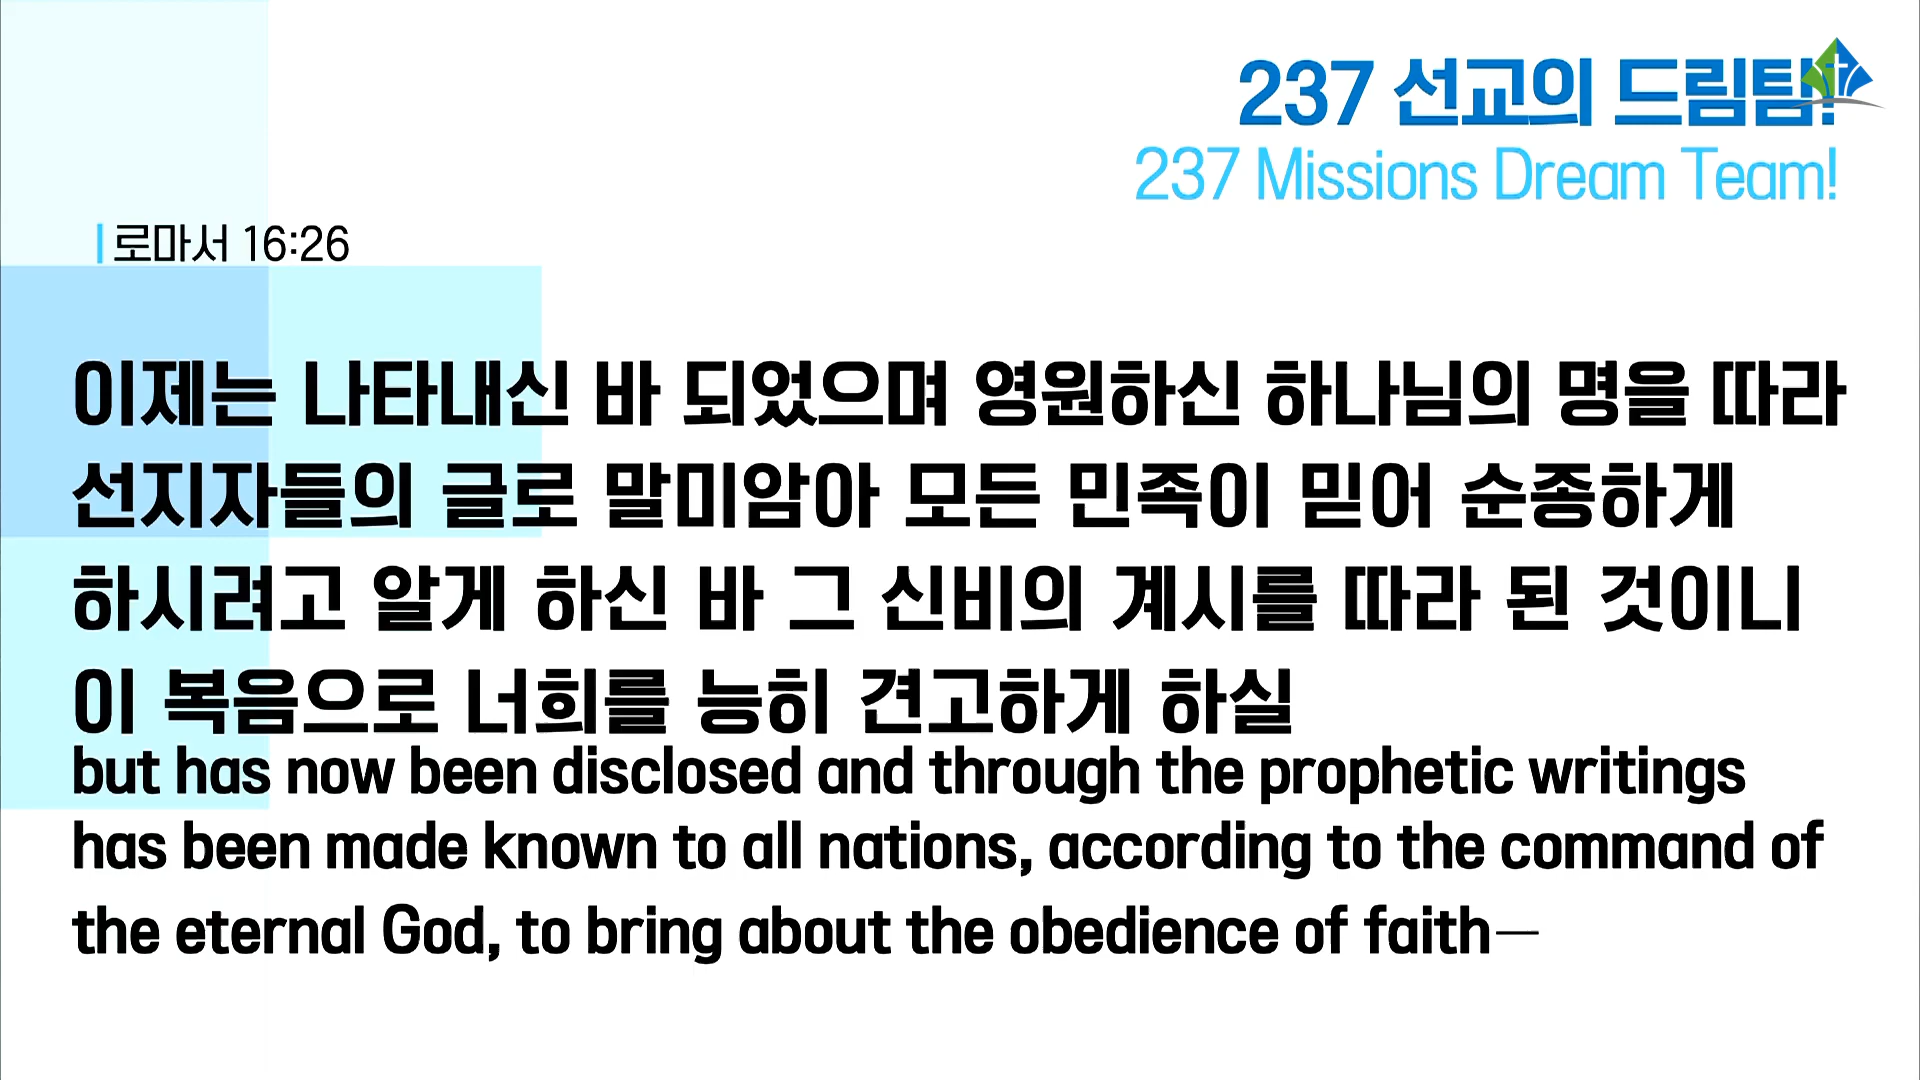 237 선교의 드림팀!
237 Missions Dream Team!
로마서 16:26
이제는 나타내신 바 되었으며 영원하신 하나님의 명을 따라
선지자들의 글로 말미암아 모든 민족이 믿어 순종하게
하시려고 알게 하신 바 그 신비의 계시를 따라 된 것이니
이 복음으로 너희를 능히 견고하게 하실
but has now been disclosed and through the prophetic writings
has been made known to all nations, according to the command of
the eternal God, to bring about the obedience of faith—